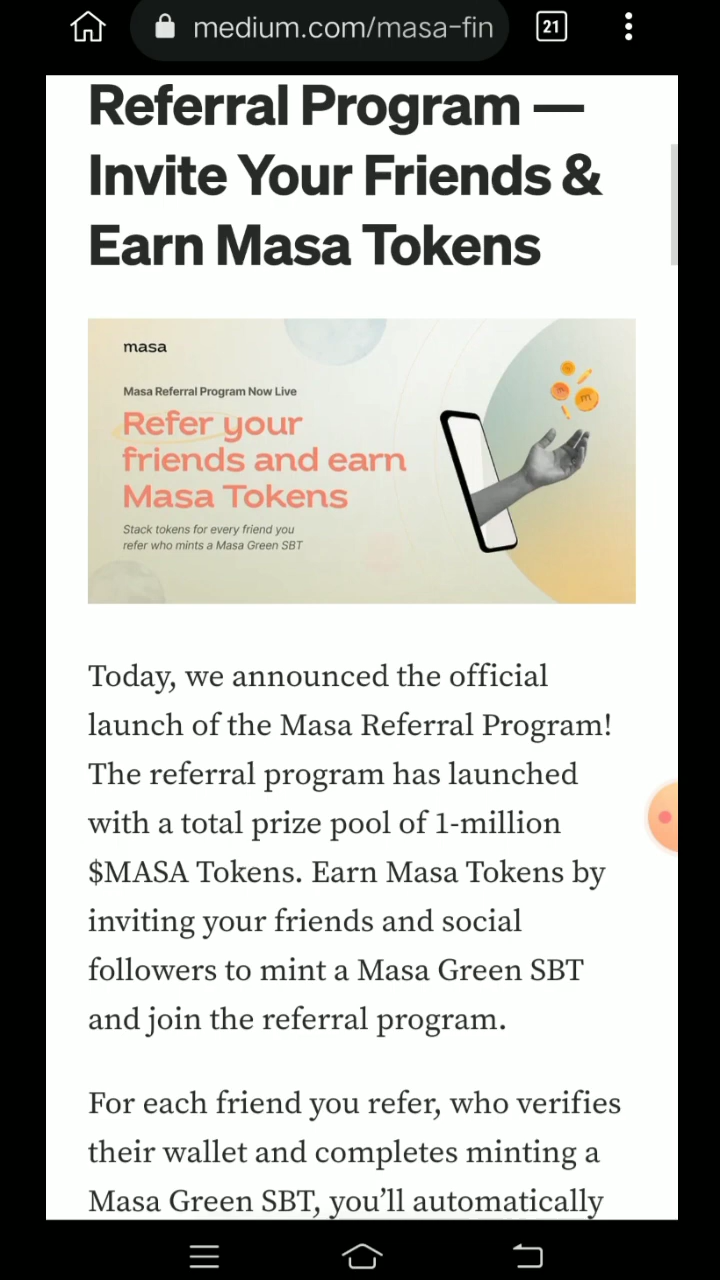 medium.com/masa-fin
21
Referral Program —
Invite Your Friends &
Earn Masa Tokens
masa
Masa Referral Program Now Live
Refer your
friends and earn
Masa Tokens
Stack tokens for every friend you
refer who mints a Masa Green SBT
m
Today, we announced the official
launch of the Masa Referral Program!
The referral program has launched
with a total prize pool of 1-million
$MASA Tokens. Earn Masa Tokens by
inviting your friends and social
followers to mint a Masa Green SBT
and join the referral program.
For each friend you refer, who verifies
their wallet and completes minting a
Masa Green SBT, you’ll automatically